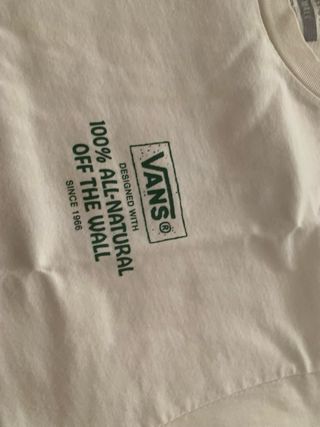 VANS®
DESIGNED WITH
100% ALL-NATURAL
OFF THE WALL
SINCE 1966